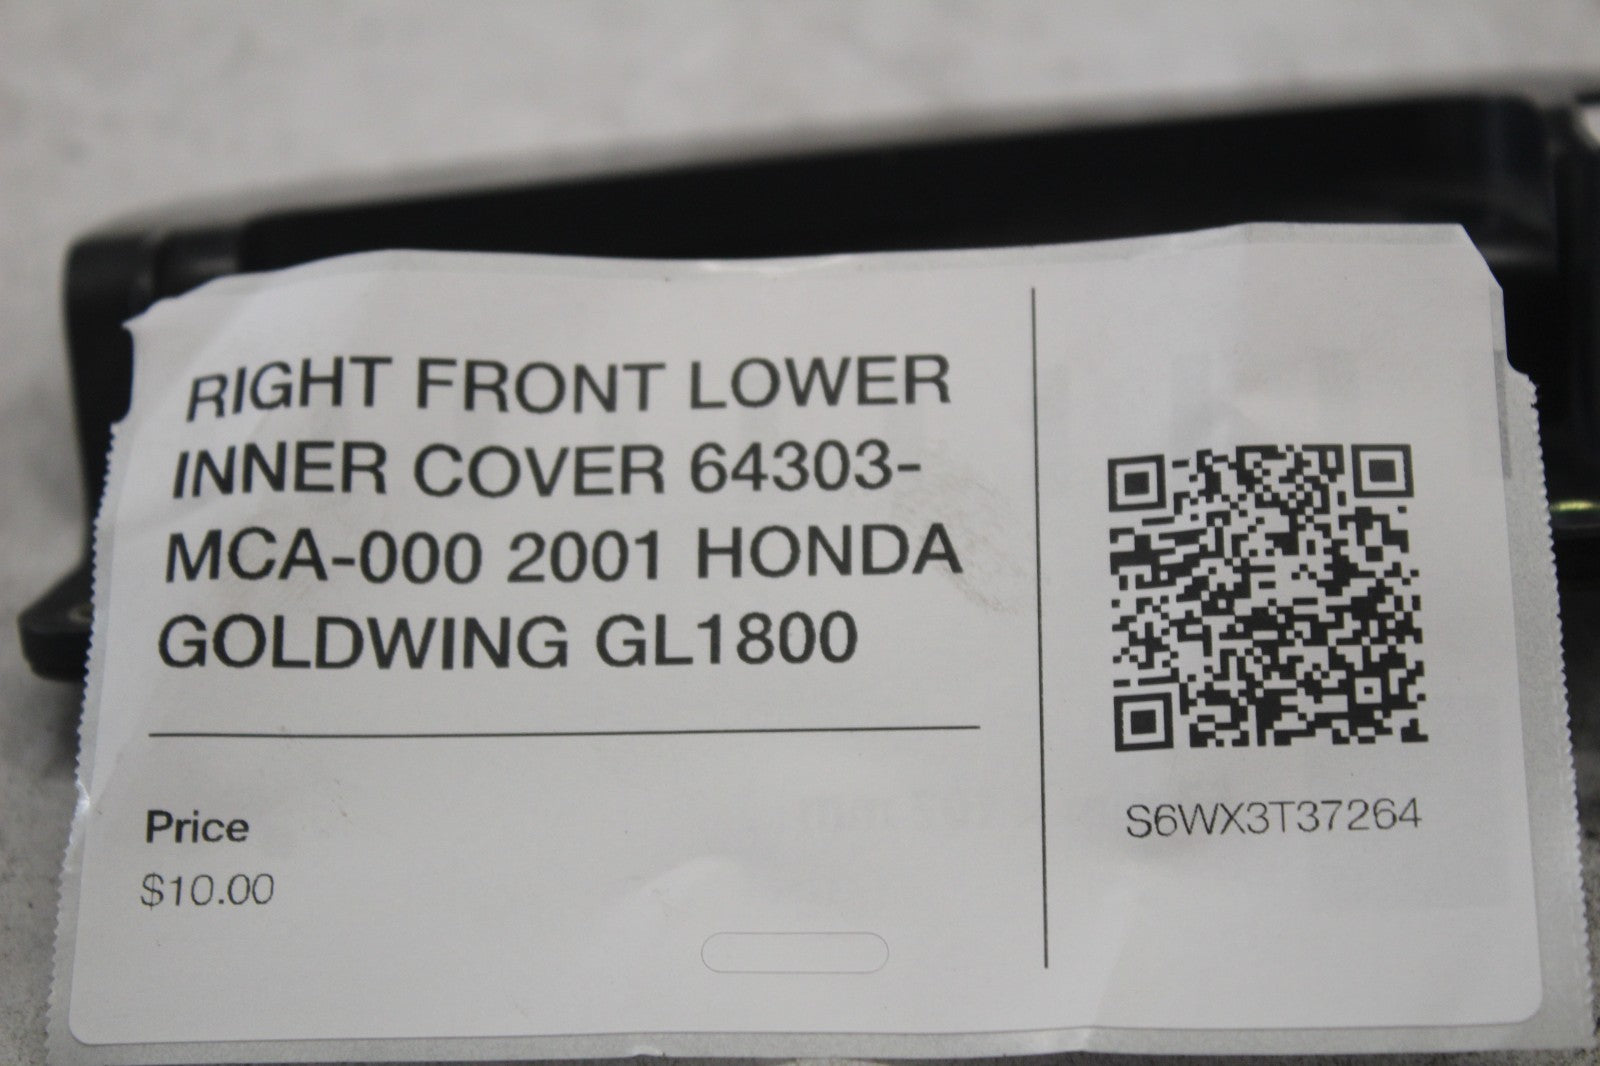 RIGHT FRONT LOWER
INNER COVER 64303-
MCA-000 2001 HONDA
GOLDWING GL1800
Price
$10.00
S6WX3T37264